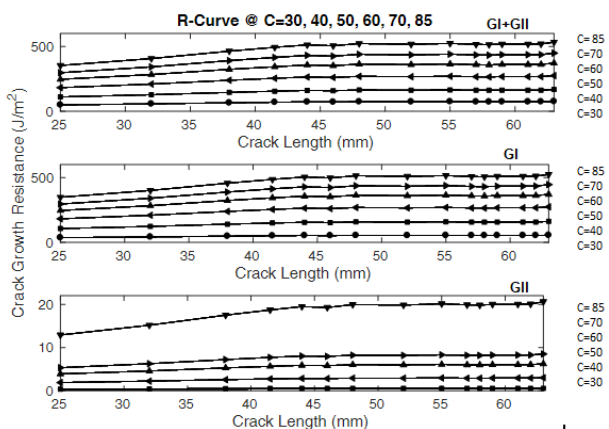 R-Curve @ C=30, 40, 50, 60, 70, 85
GI+GII
Crack Growth Resistance (J/m²)
500
0
25 30 35 40 45 50 55 60
Crack Length (mm)
C= 85
C=70
C=60
C=50
C=40
C=30
GI
500
0
25 30 35 40 45 50 55 60
Crack Length (mm)
C= 85
C=70
C=60
C=50
C=40
C=30
GII
20
10
0
25 30 35 40 45 50 55 60
Crack Length (mm)
C= 85
C=70
C=60
C=50
C=40
C=30